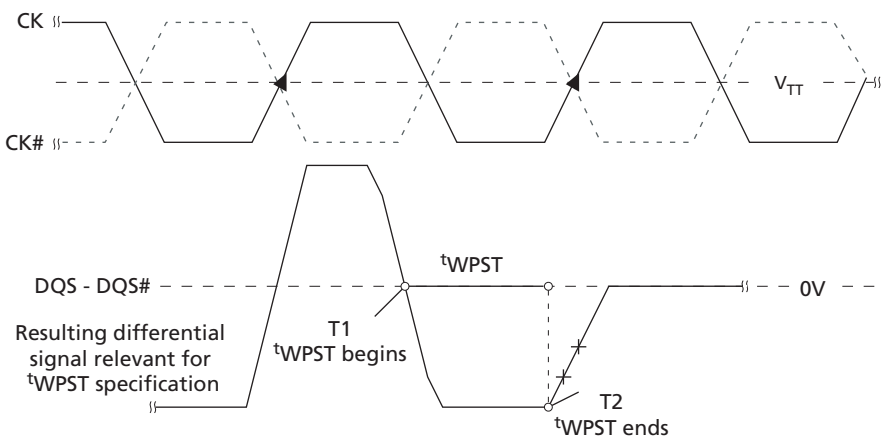 CK
V_TT
CK#
tWPST
DQS - DQS#
0V
T1
tWPST begins
Resulting differential
signal relevant for
tWPST specification
T2
tWPST ends